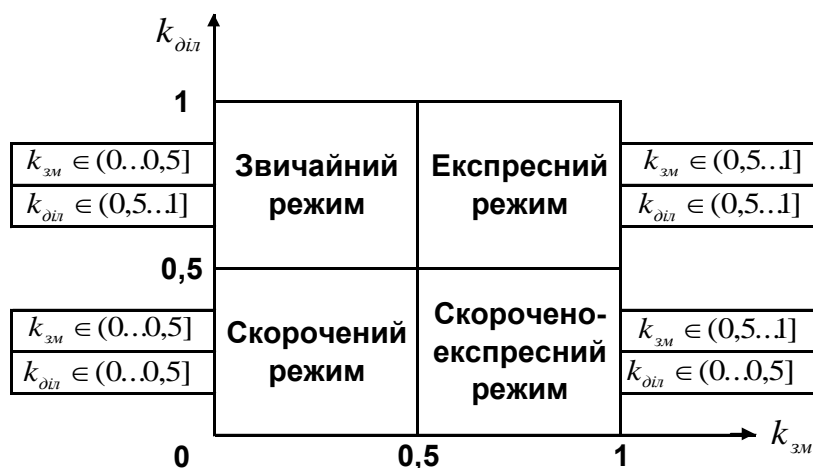 k_діл
1
k_зм ∈ (0...0,5]
k_діл ∈ (0,5...1]
Звичайний
режим
Експресний
режим
k_зм ∈ (0,5...1]
k_діл ∈ (0,5...1]
0,5
k_зм ∈ (0...0,5]
k_діл ∈ (0...0,5]
Скорочений
режим
Скорочено-
експресний
режим
k_зм ∈ (0,5...1]
k_діл ∈ (0...0,5]
0
0,5
1
k_зм